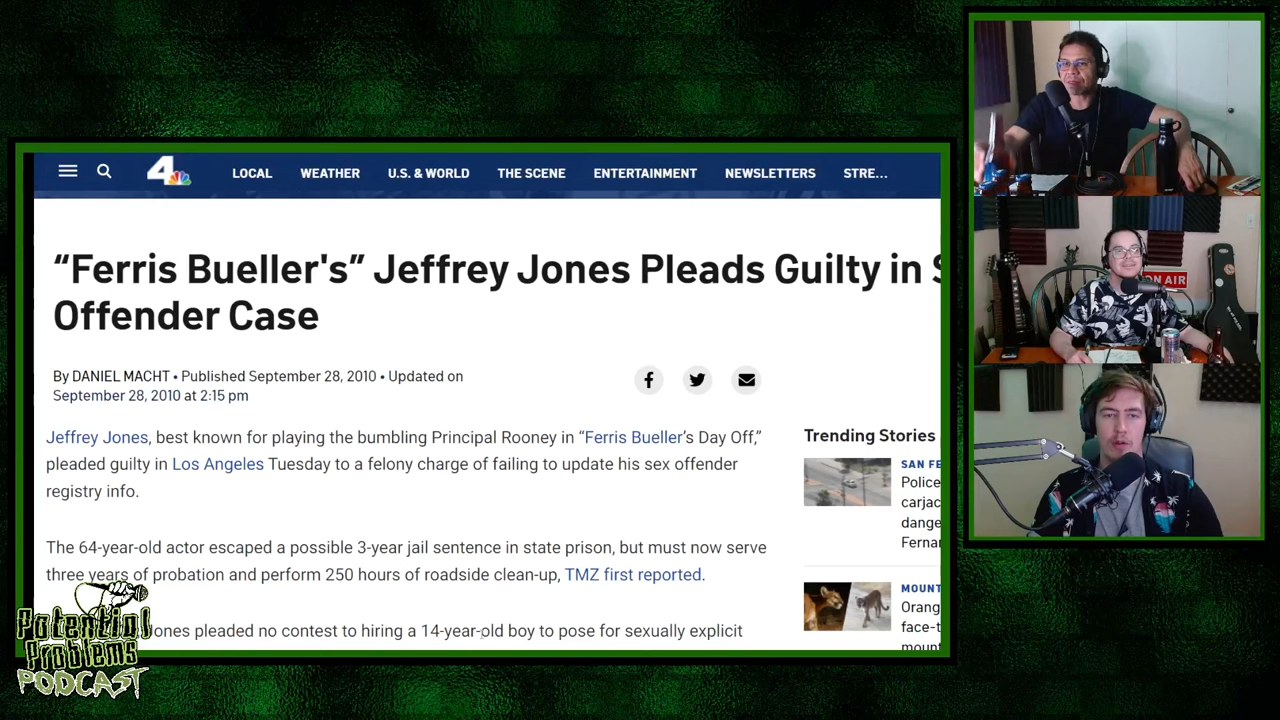 LOCAL WEATHER U.S. & WORLD THE SCENE ENTERTAINMENT NEWSLETTERS STRE...
4
“Ferris Bueller's” Jeffrey Jones Pleads Guilty in
Offender Case
By DANIEL MACHT • Published September 28, 2010 • Updated on
September 28, 2010 at 2:15 pm
Jeffrey Jones, best known for playing the bumbling Principal Rooney in “Ferris Bueller’s Day Off,”
pleaded guilty in Los Angeles Tuesday to a felony charge of failing to update his sex offender
registry info.
The 64-year-old actor escaped a possible 3-year jail sentence in state prison, but must now serve
three years of probation and perform 250 hours of roadside clean-up, TMZ first reported.
ones pleaded no contest to hiring a 14-year-old boy to pose for sexually explicit
Trending Stories
SAN FE
Police
carjac
dange
Fernan
MOUNT
Orang
face-t
moun
Potential
Problems
PODCAST
ON AIR